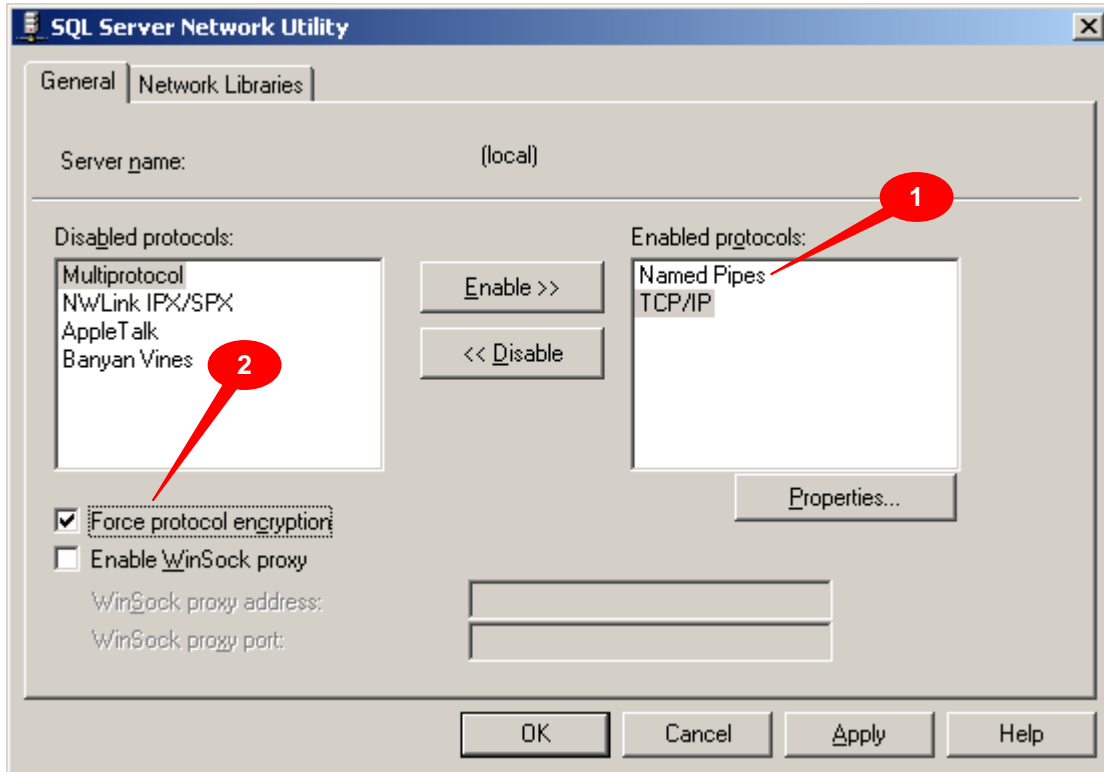 SQL Server Network Utility
General
Network Libraries
Server name:
(local)
1
Disabled protocols:
Enabled protocols:
Multiprotocol
NWLink IPX/SPX
AppleTalk
Banyan Vines
Enable >>
<< Disable
Named Pipes
TCP/IP
2
Properties...
Force protocol encryption
Enable WinSock proxy
WinSock proxy address:
WinSock proxy port:
OK
Cancel
Apply
Help